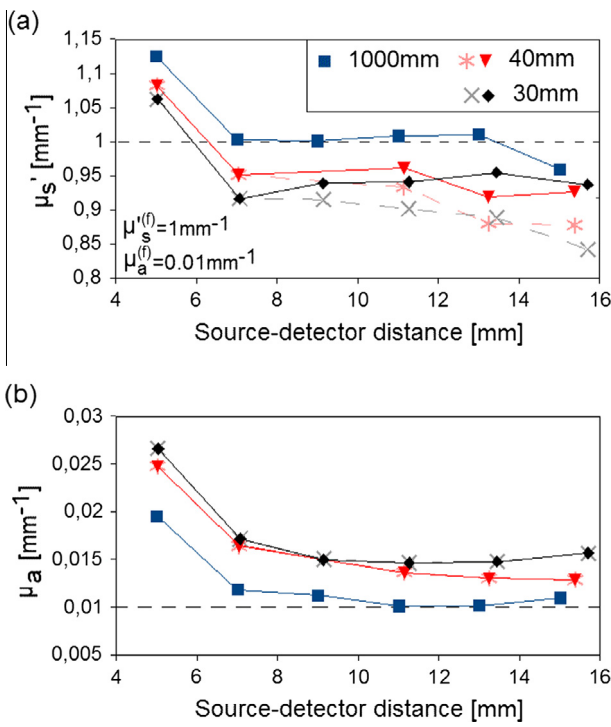 (a)
1,15
1,1
1,05
1
0,95
0,9
0,85
0,8
μs' [mm⁻¹]
1000mm
40mm
30mm
μ's(f)=1mm⁻¹
μa(f)=0.01mm⁻¹
4 6 8 10 12 14 16
Source-detector distance [mm]
(b)
0,03
0,025
0,02
0,015
0,01
0,005
μa [mm⁻¹]
4 6 8 10 12 14 16
Source-detector distance [mm]